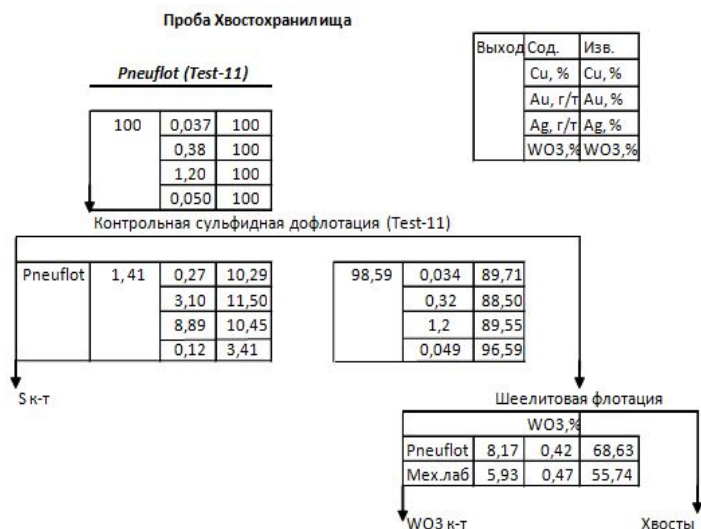 Проба Хвостохранилища
Выход Сод. Изв.
Cu, % Cu, %
Au, г/т Au, %
Ag, г/т Ag, %
WO3,% WO3,%
Pneuflot (Test-11)
100 0,037 100
0,38 100
1,20 100
0,050 100
Контрольная сульфидная дофлотация (Test-11)
Pneuflot 1,41 0,27 10,29 98,59 0,034 89,71
3,10 11,50 0,32 88,50
8,89 10,45 1,2 89,55
0,12 3,41 0,049 96,59
S к-т
Шеелитовая флотация
WO3,%
Pneuflot 8,17 0,42 68,63
Мех.лаб 5,93 0,47 55,74
WO3 к-т Хвосты